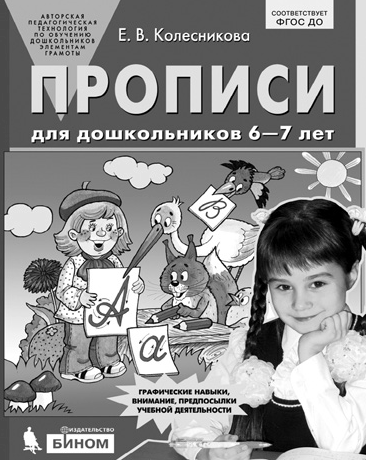 АВТОРСКАЯ
ПЕДАГОГИЧЕСКАЯ
ТЕХНОЛОГИЯ
ПО ОБУЧЕНИЮ
ДОШКОЛЬНИКОВ
ЭЛЕМЕНТАМ
ГРАМОТЫ
Е. В. Колесникова
СООТВЕТСТВУЕТ
ФГОС ДО
ПРОПИСИ
для дошкольников 6—7 лет
В
А
а
ГРАФИЧЕСКИЕ НАВЫКИ,
ВНИМАНИЕ, ПРЕДПОСЫЛКИ
УЧЕБНОЙ ДЕЯТЕЛЬНОСТИ
ИЗДАТЕЛЬСТВО
БИНОМ